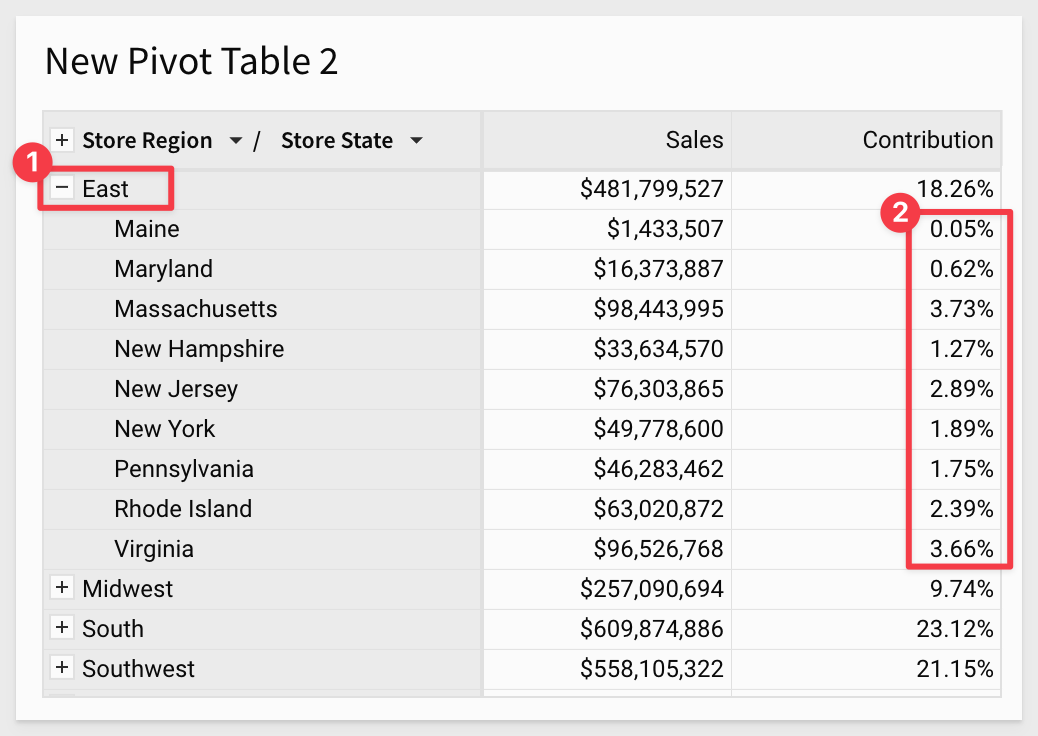 New Pivot Table 2
+ Store Region / Store State Sales Contribution
1
− East $481,799,527 18.26%
2
Maine $1,433,507 0.05%
Maryland $16,373,887 0.62%
Massachusetts $98,443,995 3.73%
New Hampshire $33,634,570 1.27%
New Jersey $76,303,865 2.89%
New York $49,778,600 1.89%
Pennsylvania $46,283,462 1.75%
Rhode Island $63,020,872 2.39%
Virginia $96,526,768 3.66%
+ Midwest $257,090,694 9.74%
+ South $609,874,886 23.12%
+ Southwest $558,105,322 21.15%